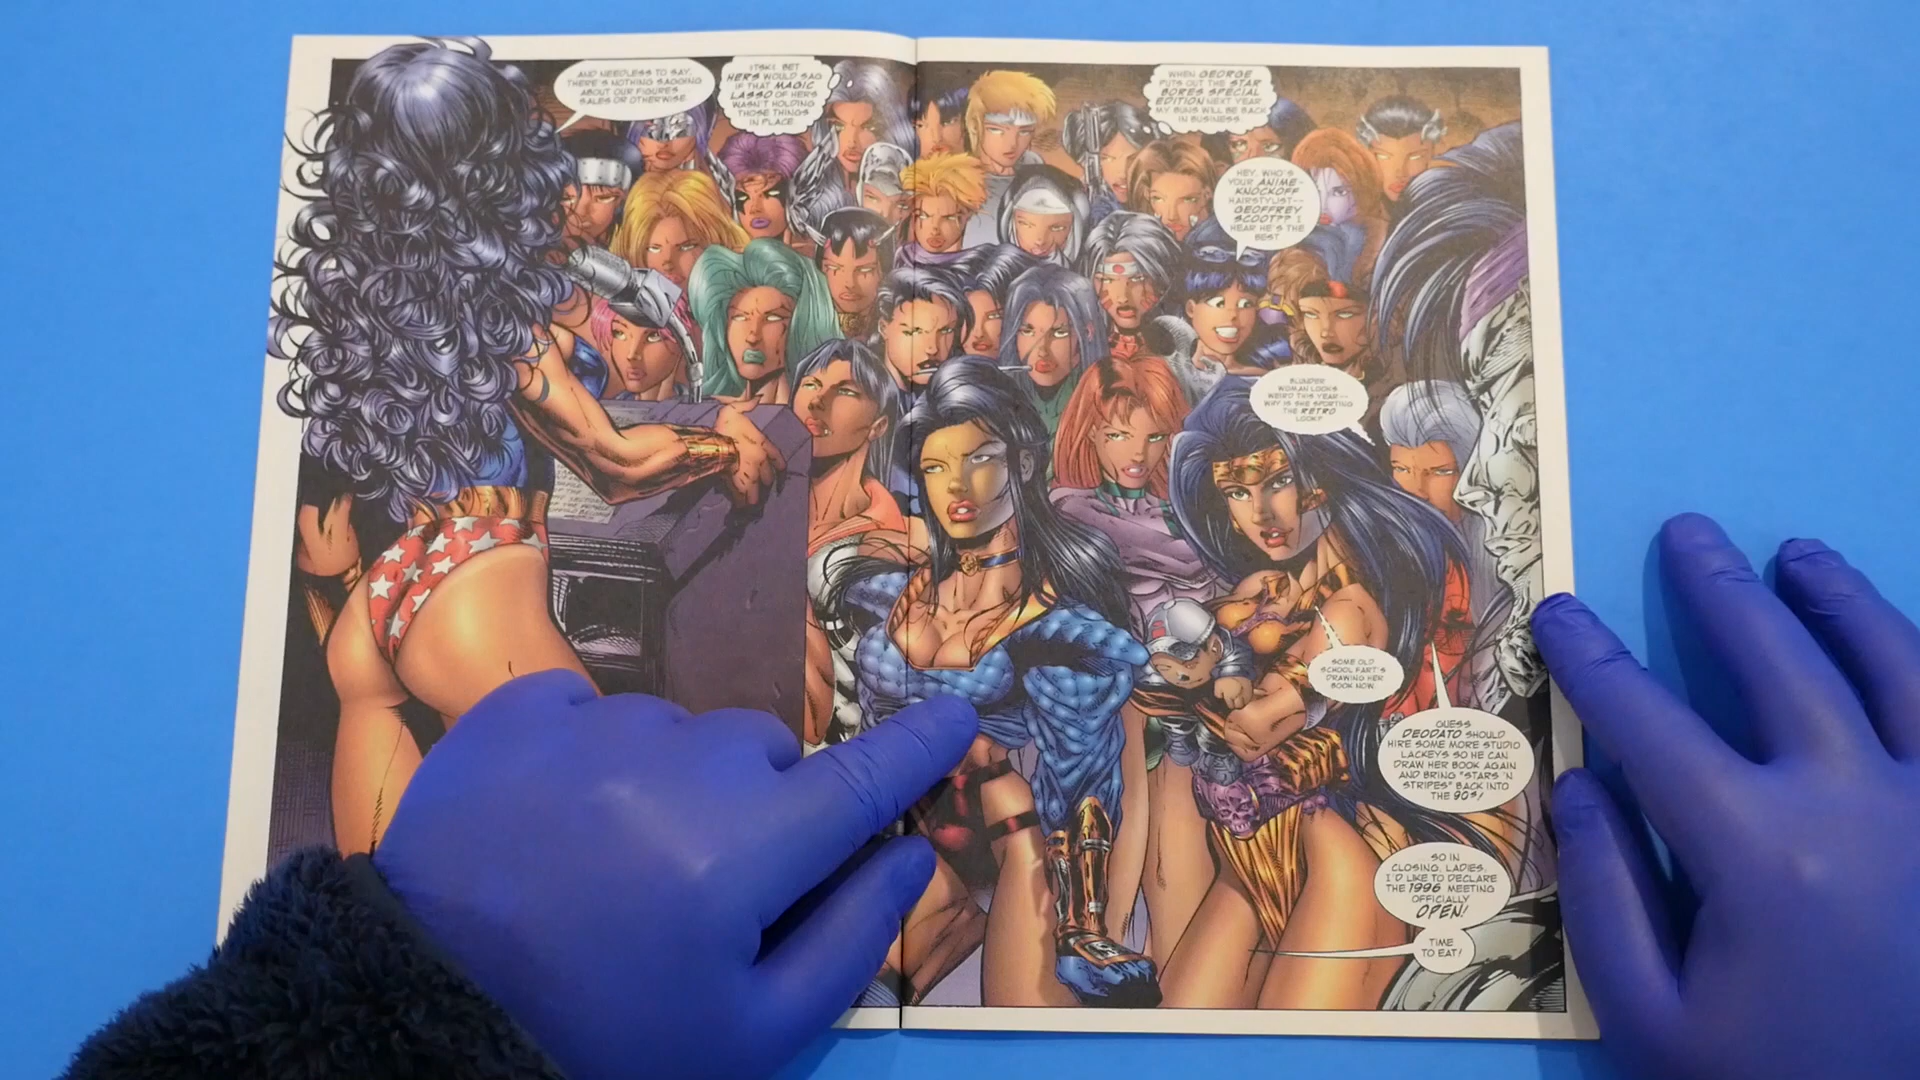 AND NEEDLESS TO SAY,
THERE'S NOTHING SAGGING
ABOUT OUR FIGURES
SALES OR OTHERWISE.
(TSK!). BET
HERS WOULD SAG
IF THAT MAGIC
LASSO OF HERS
WASN'T HOLDING
THOSE THINGS
IN PLACE.
WHEN GEORGE
PUTS OUT THE STAR
BORES SPECIAL
EDITION NEXT YEAR
MY BUNS WILL BE BACK
IN BUSINESS.
HEY, WHO'S
YOUR ANIME-
KNOCKOFF
HAIRSTYLIST--
GEOFFREY
SCOOT?? I
HEAR HE'S THE
BEST
BLUNDER
WOMAN LOOKS
WEIRD THIS YEAR--
WHY IS SHE SPORTING
THE RETRO
LOOK?
SOME OLD
SCHOOL FART'S
DRAWING HER
BOOK NOW.
GUESS
DEODATO SHOULD
HIRE SOME MORE STUDIO
LACKEYS SO HE CAN
DRAW HER BOOK AGAIN
AND BRING "STARS 'N
STRIPES" BACK INTO
THE 90s!
SO IN
CLOSING, LADIES,
I'D LIKE TO DECLARE
THE 1996 MEETING
OFFICIALLY
OPEN!
TIME
TO EAT!